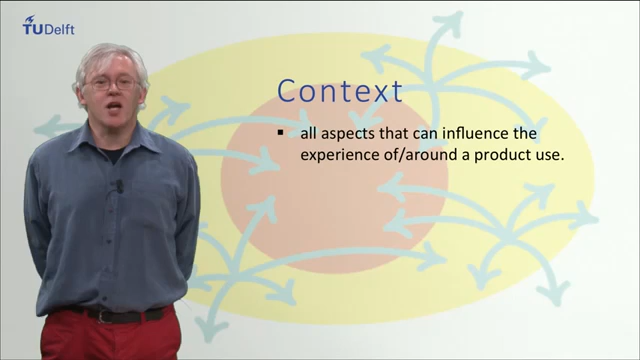 TUDelft
Context
▪ all aspects that can influence the
experience of/around a product use.